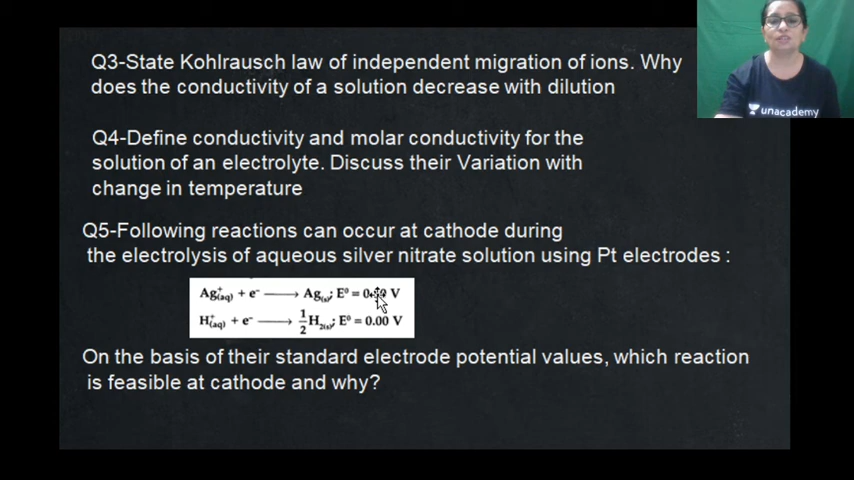 Q3-State Kohlrausch law of independent migration of ions. Why
does the conductivity of a solution decrease with dilution
unacademy
Q4-Define conductivity and molar conductivity for the
solution of an electrolyte. Discuss their Variation with
change in temperature
Q5-Following reactions can occur at cathode during
the electrolysis of aqueous silver nitrate solution using Pt electrodes :
Ag⁺(aq) + e⁻ ⟶ Ag(s); E⁰ = V
H⁺(aq) + e⁻ ⟶ 1/2 H₂(s); E⁰ = 0.00 V
On the basis of their standard electrode potential values, which reaction
is feasible at cathode and why?